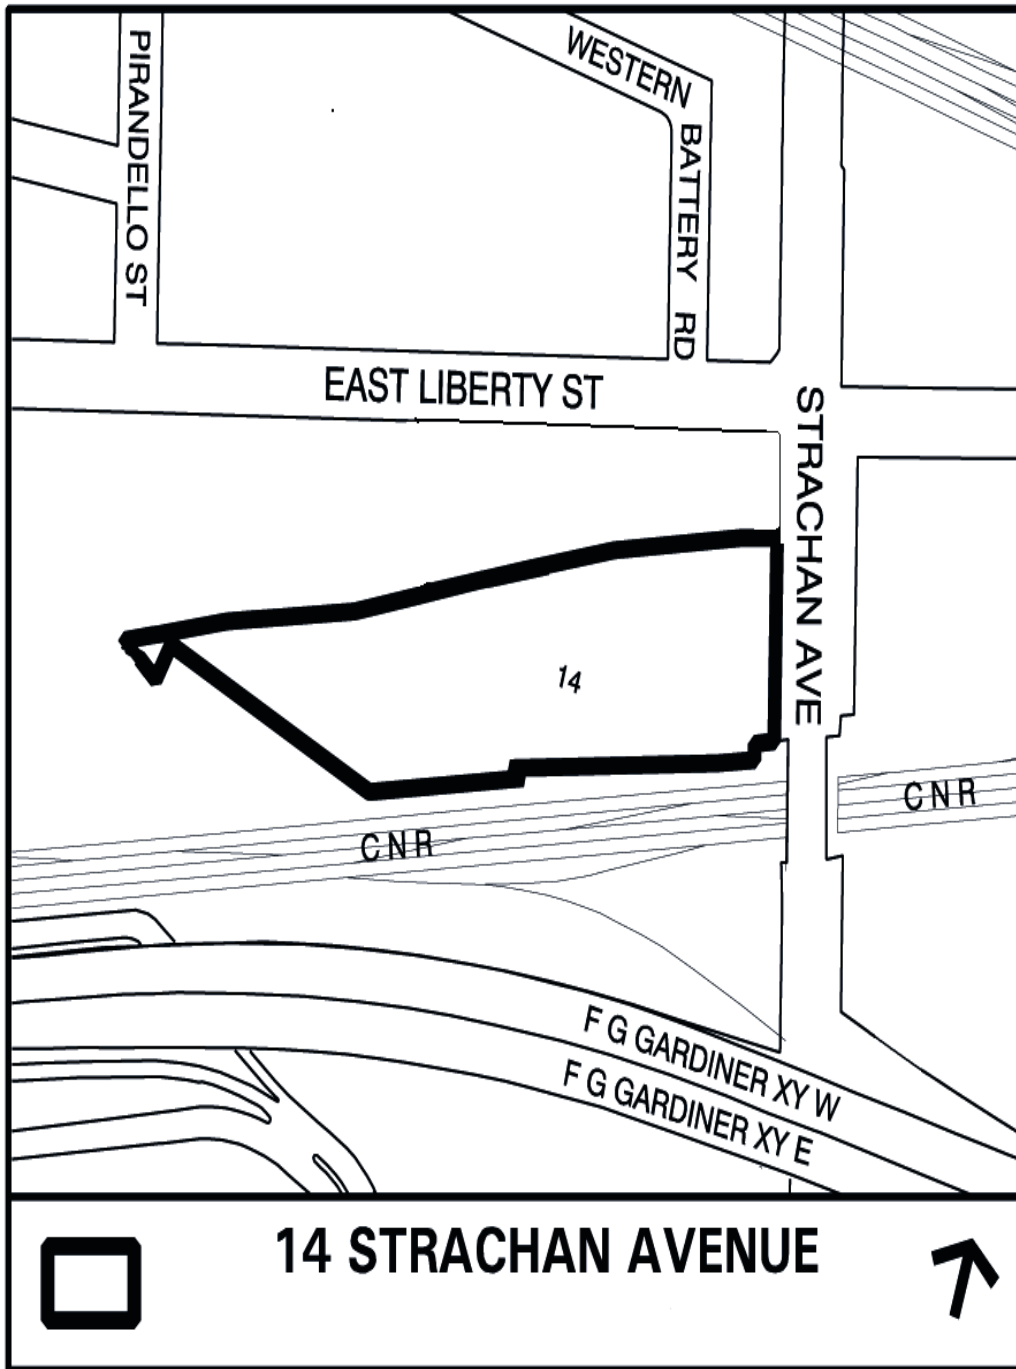 PIRANDELLO ST
WESTERN BATTERY RD
EAST LIBERTY ST
STRACHAN AVE
14
CNR
CNR
F G GARDINER XY W
F G GARDINER XY E
14 STRACHAN AVENUE